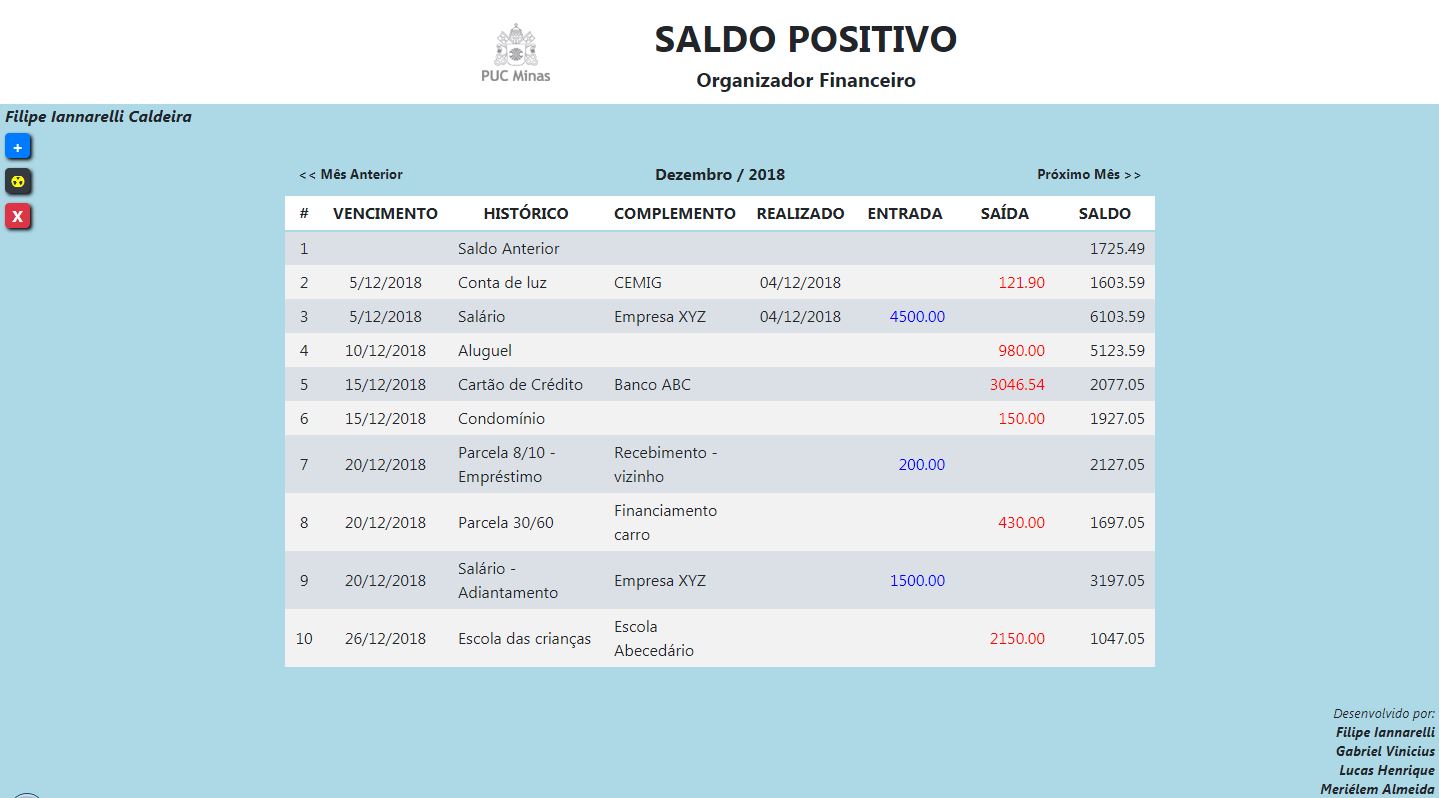 PUC Minas
SALDO POSITIVO
Organizador Financeiro
Filipe Iannarelli Caldeira
+
X
<< Mês Anterior Dezembro / 2018 Próximo Mês >>
# VENCIMENTO HISTÓRICO COMPLEMENTO REALIZADO ENTRADA SAÍDA SALDO
1 Saldo Anterior 1725.49
2 5/12/2018 Conta de luz CEMIG 04/12/2018 121.90 1603.59
3 5/12/2018 Salário Empresa XYZ 04/12/2018 4500.00 6103.59
4 10/12/2018 Aluguel 980.00 5123.59
5 15/12/2018 Cartão de Crédito Banco ABC 3046.54 2077.05
6 15/12/2018 Condomínio 150.00 1927.05
7 20/12/2018 Parcela 8/10 - Recebimento - 200.00 2127.05
Empréstimo vizinho
8 20/12/2018 Parcela 30/60 Financiamento 430.00 1697.05
carro
9 20/12/2018 Salário - Empresa XYZ 1500.00 3197.05
Adiantamento
10 26/12/2018 Escola das crianças Escola 2150.00 1047.05
Abecedário
Desenvolvido por:
Filipe Iannarelli
Gabriel Vinicius
Lucas Henrique
Meriélem Almeida